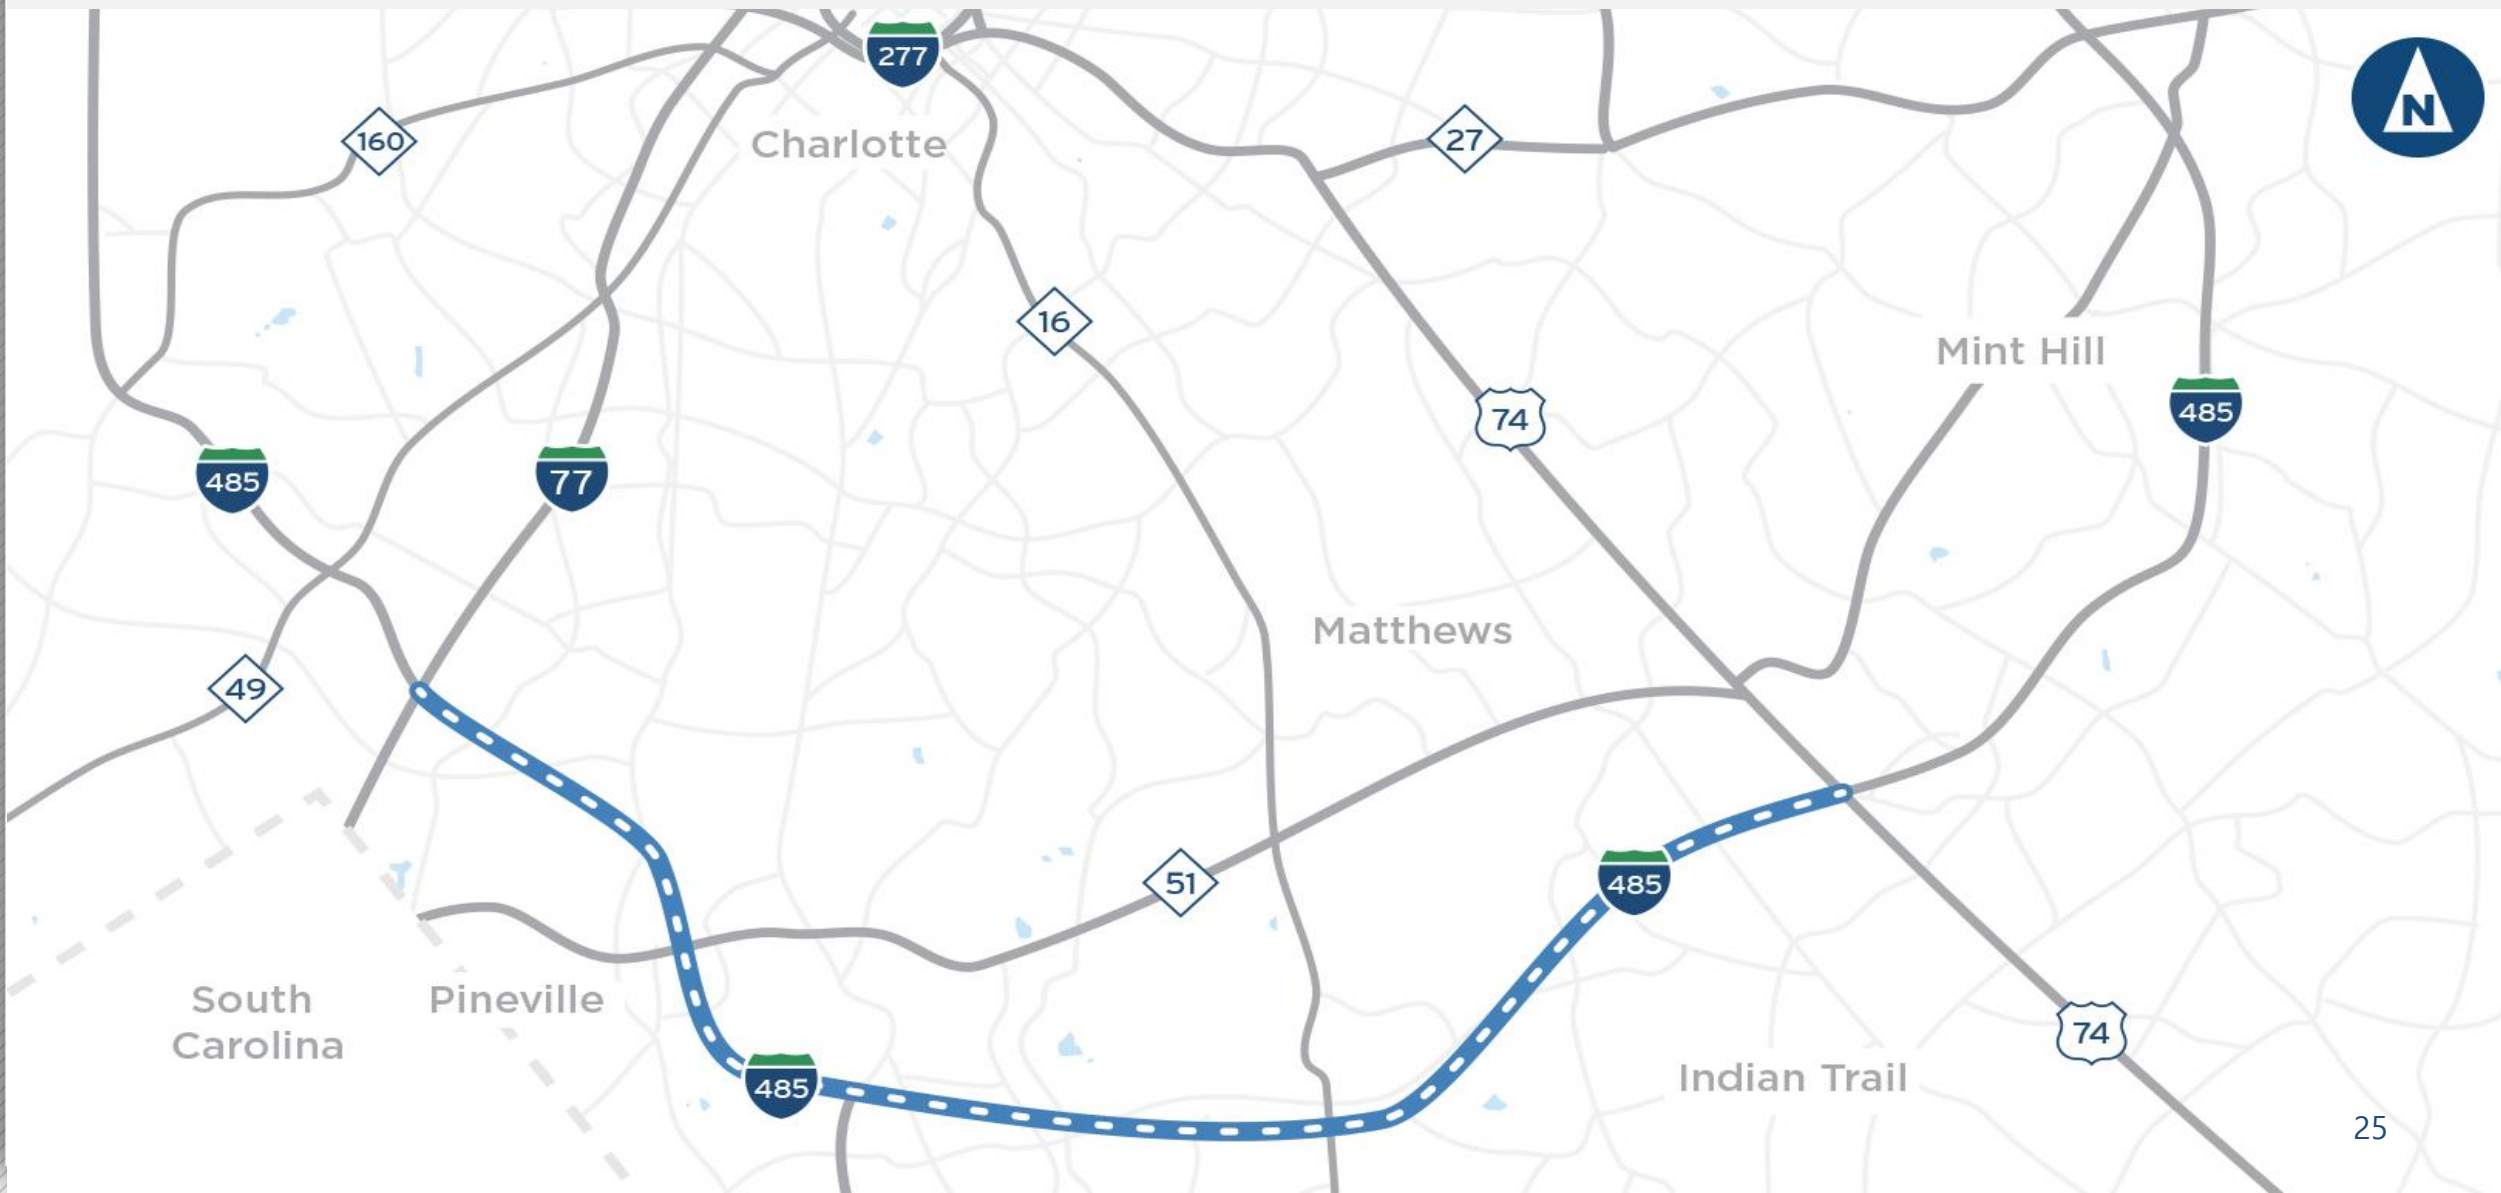 277
N
160
Charlotte
27
16
Mint Hill
74
485
485
77
Matthews
49
51
485
South
Carolina
Pineville
74
485
Indian Trail
25